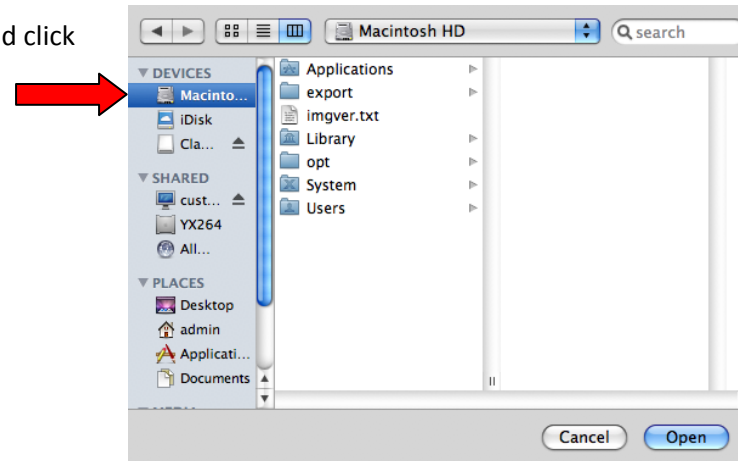 d click
Macintosh HD
search
DEVICES
Macinto...
iDisk
Cla...
SHARED
cust...
YX264
All...
PLACES
Desktop
admin
Applicati...
Documents
Applications
export
imgver.txt
Library
opt
System
Users
Cancel
Open